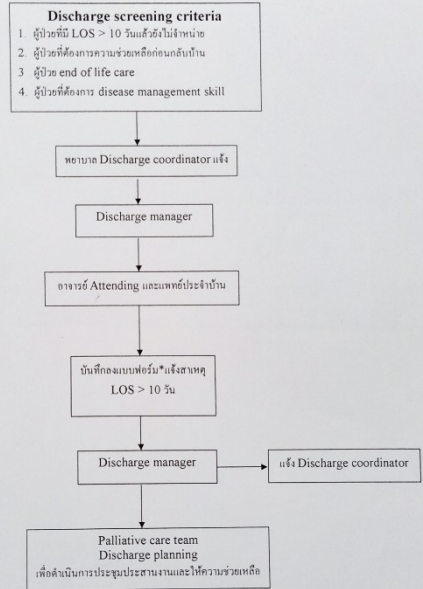 Discharge screening criteria
1. ผู้ป่วยที่มี LOS > 10 วันแล้วยังไม่จำหน่าย
2. ผู้ป่วยที่ต้องการความช่วยเหลือก่อนกลับบ้าน
3 ผู้ป่วย end of life care
4. ผู้ป่วยที่ต้องการ disease management skill
พยาบาล Discharge coordinator แจ้ง
Discharge manager
อาจารย์ Attending และแพทย์ประจำบ้าน
บันทึกลงแบบฟอร์ม*แจ้งสาเหตุ
LOS > 10 วัน
Discharge manager
แจ้ง Discharge coordinator
Palliative care team
Discharge planning
เพื่อดำเนินการประชุมประสานงานและให้ความช่วยเหลือ